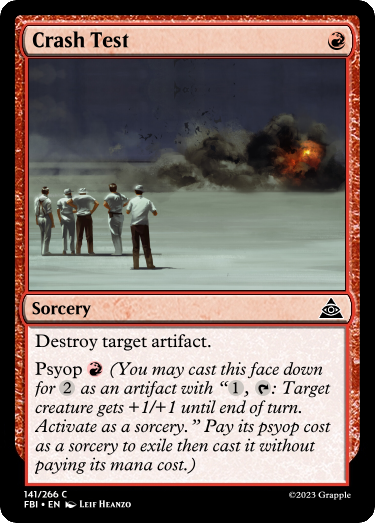 Crash Test
Sorcery
Destroy target artifact.
Psyop (You may cast this face down
for 2 as an artifact with “1, : Target
creature gets +1/+1 until end of turn.
Activate as a sorcery.” Pay its psyop cost
as a sorcery to exile then cast it without
paying its mana cost.)
141/266 C
FBI • EN Leif Heanzo
©2023 Grapple